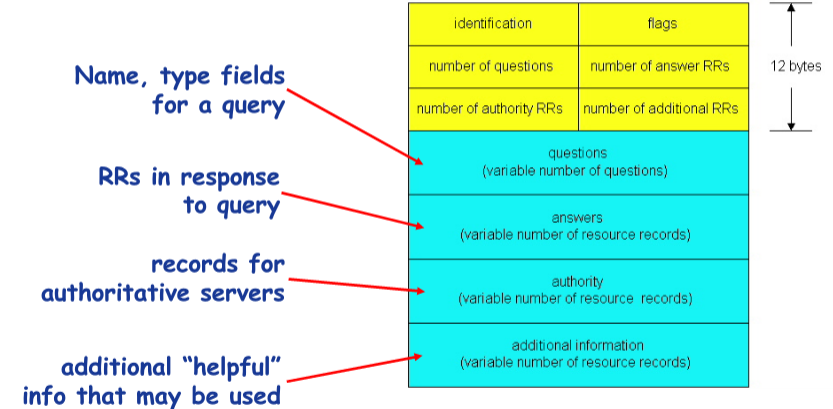 identification
flags
number of questions
number of answer RRs
12 bytes
number of authority RRs
number of additional RRs
Name, type fields
for a query
questions
(variable number of questions)
RRs in response
to query
answers
(variable number of resource records)
records for
authoritative servers
authority
(variable number of resource records)
additional "helpful"
info that may be used
additional information
(variable number of resource records)